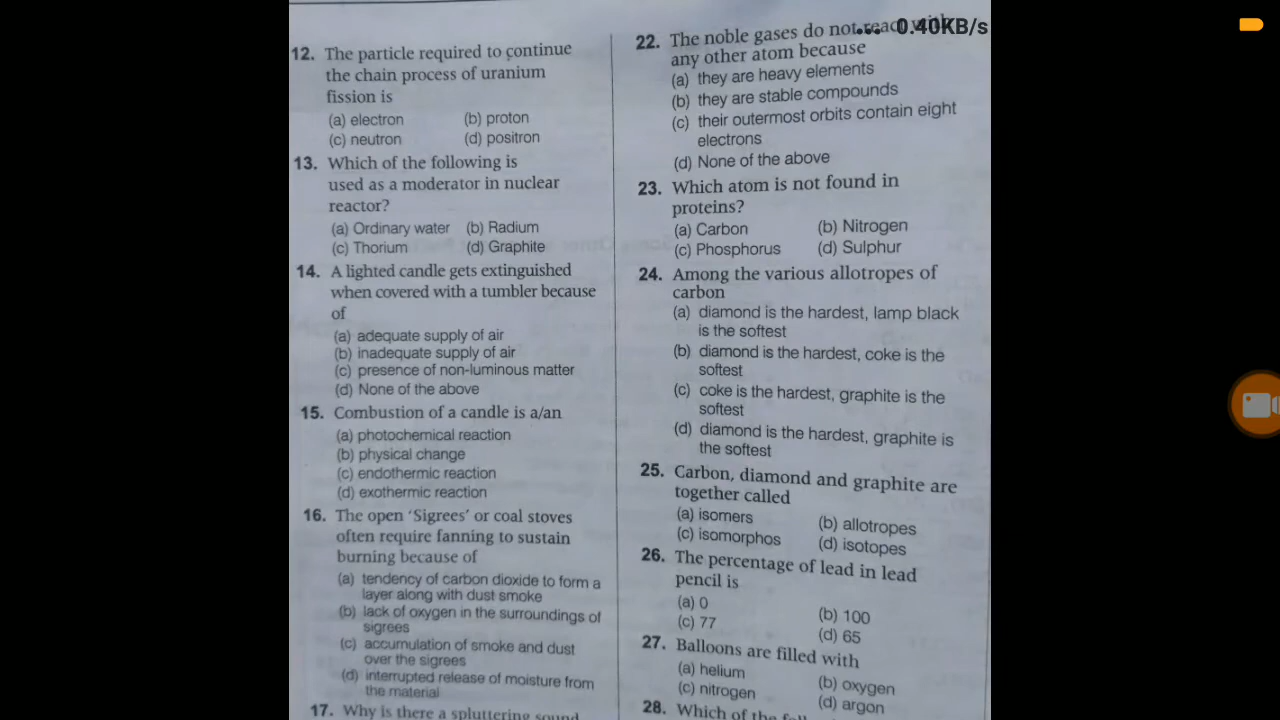 12. The particle required to continue
the chain process of uranium
fission is
(a) electron (b) proton
(c) neutron (d) positron
13. Which of the following is
used as a moderator in nuclear
reactor?
(a) Ordinary water (b) Radium
(c) Thorium (d) Graphite
14. A lighted candle gets extinguished
when covered with a tumbler because
of
(a) adequate supply of air
(b) inadequate supply of air
(c) presence of non-luminous matter
(d) None of the above
15. Combustion of a candle is a/an
(a) photochemical reaction
(b) physical change
(c) endothermic reaction
(d) exothermic reaction
16. The open ‘Sigrees’ or coal stoves
often require fanning to sustain
burning because of
(a) tendency of carbon dioxide to form a
layer along with dust smoke
(b) lack of oxygen in the surroundings of
sigrees
(c) accumulation of smoke and dust
over the sigrees
(d) interrupted release of moisture from
the material
17. Why is there a spluttering sound
22. The noble gases do not react with
any other atom because
(a) they are heavy elements
(b) they are stable compounds
(c) their outermost orbits contain eight
electrons
(d) None of the above
23. Which atom is not found in
proteins?
(a) Carbon (b) Nitrogen
(c) Phosphorus (d) Sulphur
24. Among the various allotropes of
carbon
(a) diamond is the hardest, lamp black
is the softest
(b) diamond is the hardest, coke is the
softest
(c) coke is the hardest, graphite is the
softest
(d) diamond is the hardest, graphite is
the softest
25. Carbon, diamond and graphite are
together called
(a) isomers (b) allotropes
(c) isomorphos (d) isotopes
26. The percentage of lead in lead
pencil is
(a) 0 (b) 100
(c) 77 (d) 65
27. Balloons are filled with
(a) helium (b) oxygen
(c) nitrogen (d) argon
28. Which of the
... 0.40KB/s